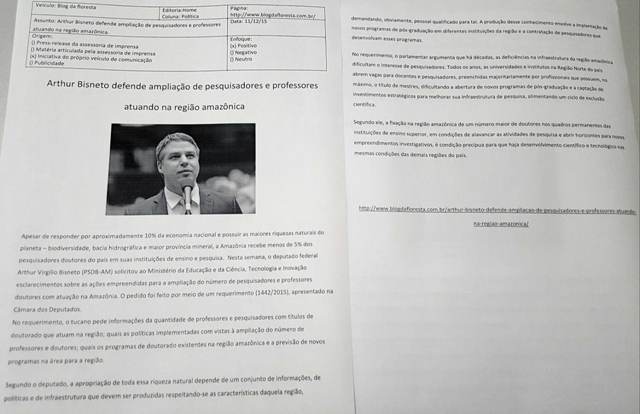 Veículo: Blog da floresta
Editoria:Home
Coluna: Política
Página:
http://www.blogdafloresta.com.br/
Assunto: Arthur Bisneto defende ampliação de pesquisadores e professores
atuando na região amazônica.
Data: 11/12/15
Origem:
() Press-release da assessoria de imprensa
() Matéria articulada pela assessoria de imprensa
(x) Iniciativa do próprio veículo de comunicação
() Publicidade
Enfoque:
(x) Positivo
() Negativo
() Neutro
Arthur Bisneto defende ampliação de pesquisadores e professores
atuando na região amazônica
Apesar de responder por aproximadamente 10% da economia nacional e possuir as maiores riquezas naturais do
planeta – biodiversidade, bacia hidrográfica e maior província mineral, a Amazônia recebe menos de 5% dos
pesquisadores doutores do país em suas instituições de ensino e pesquisa. Nesta semana, o deputado federal
Arthur Virgílio Bisneto (PSDB-AM) solicitou ao Ministério da Educação e da Ciência, Tecnologia e Inovação
esclarecimentos sobre as ações empreendidas para a ampliação do número de pesquisadores e professores
doutores com atuação na Amazônia. O pedido foi feito por meio de um requerimento (1442/2015), apresentado na
Câmara dos Deputados.
No requerimento, o tucano pede informações da quantidade de professores e pesquisadores com títulos de
doutorado que atuam na região; quais as políticas implementadas com vistas à ampliação do número de
professores e doutores; quais os programas de doutorado existentes na região amazônica e a previsão de novos
programas na área para a região.
Segundo o deputado, a apropriação de toda essa riqueza natural depende de um conjunto de informações, de
políticas e de infraestrutura que devem ser produzidas respeitando-se as características daquela região,
demandando, obviamente, pessoal qualificado para tal. A produção desse conhecimento envolve a implantação de
novos programas de pós-graduação em diferentes instituições da região e a contratação de pesquisadores que
desenvolvam esses programas.
No requerimento, o parlamentar argumenta que há décadas, as deficiências na infraestrutura da região amazônica
dificultam o interesse de pesquisadores. Todos os anos, as universidades e institutos na Região Norte do país
abrem vagas para docentes e pesquisadores, preenchidas majoritariamente por profissionais que possuem, no
máximo, o título de mestres, dificultando a abertura de novos programas de pós-graduação e a captação de
investimentos estratégicos para melhorar sua infraestrutura de pesquisa, alimentando um ciclo de exclusão
científica.
Segundo ele, a fixação na região amazônica de um número maior de doutores nos quadros permanentes das
instituições de ensino superior, em condições de alavancar as atividades de pesquisa e abrir horizontes para novos
empreendimentos investigativos, é condição precípua para que haja desenvolvimento científico e tecnológico nas
mesmas condições das demais regiões do país.
http://www.blogdafloresta.com.br/arthur-bisneto-defende-ampliacao-de-pesquisadores-e-professores-atuando-
na-regiao-amazonica/